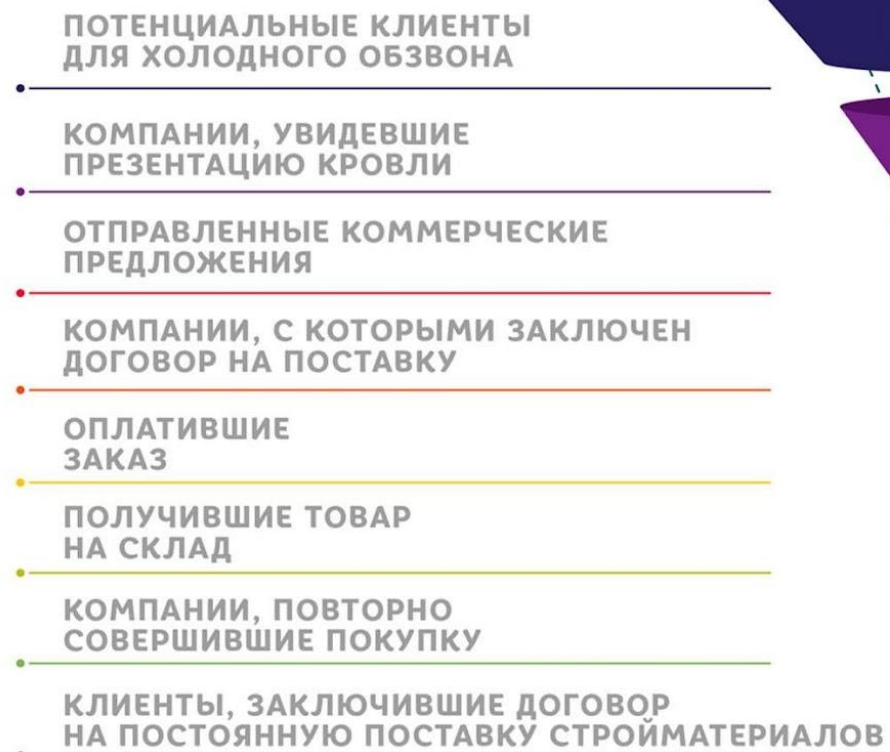 ПОТЕНЦИАЛЬНЫЕ КЛИЕНТЫ
ДЛЯ ХОЛОДНОГО ОБЗВОНА
КОМПАНИИ, УВИДЕВШИЕ
ПРЕЗЕНТАЦИЮ КРОВЛИ
ОТПРАВЛЕННЫЕ КОММЕРЧЕСКИЕ
ПРЕДЛОЖЕНИЯ
КОМПАНИИ, С КОТОРЫМИ ЗАКЛЮЧЕН
ДОГОВОР НА ПОСТАВКУ
ОПЛАТИВШИЕ
ЗАКАЗ
ПОЛУЧИВШИЕ ТОВАР
НА СКЛАД
КОМПАНИИ, ПОВТОРНО
СОВЕРШИВШИЕ ПОКУПКУ
КЛИЕНТЫ, ЗАКЛЮЧИВШИЕ ДОГОВОР
НА ПОСТОЯННУЮ ПОСТАВКУ СТРОЙМАТЕРИАЛОВ